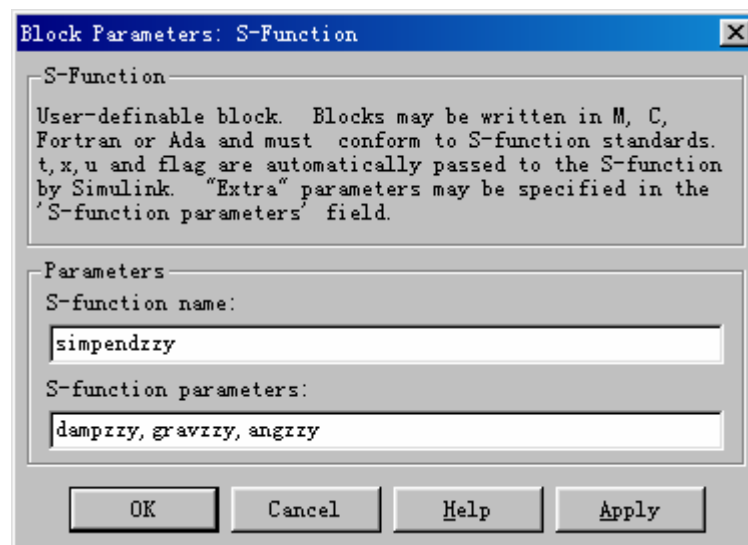 Block Parameters: S-Function
S-Function
User-definable block.  Blocks may be written in M, C,
Fortran or Ada and must  conform to S-function standards.
t,x,u and flag are automatically passed to the S-function
by Simulink.  "Extra" parameters may be specified in the
'S-function parameters' field.
Parameters
S-function name:
simpendzzy
S-function parameters:
dampzzy, gravzzy, angzzy
OK Cancel Help Apply